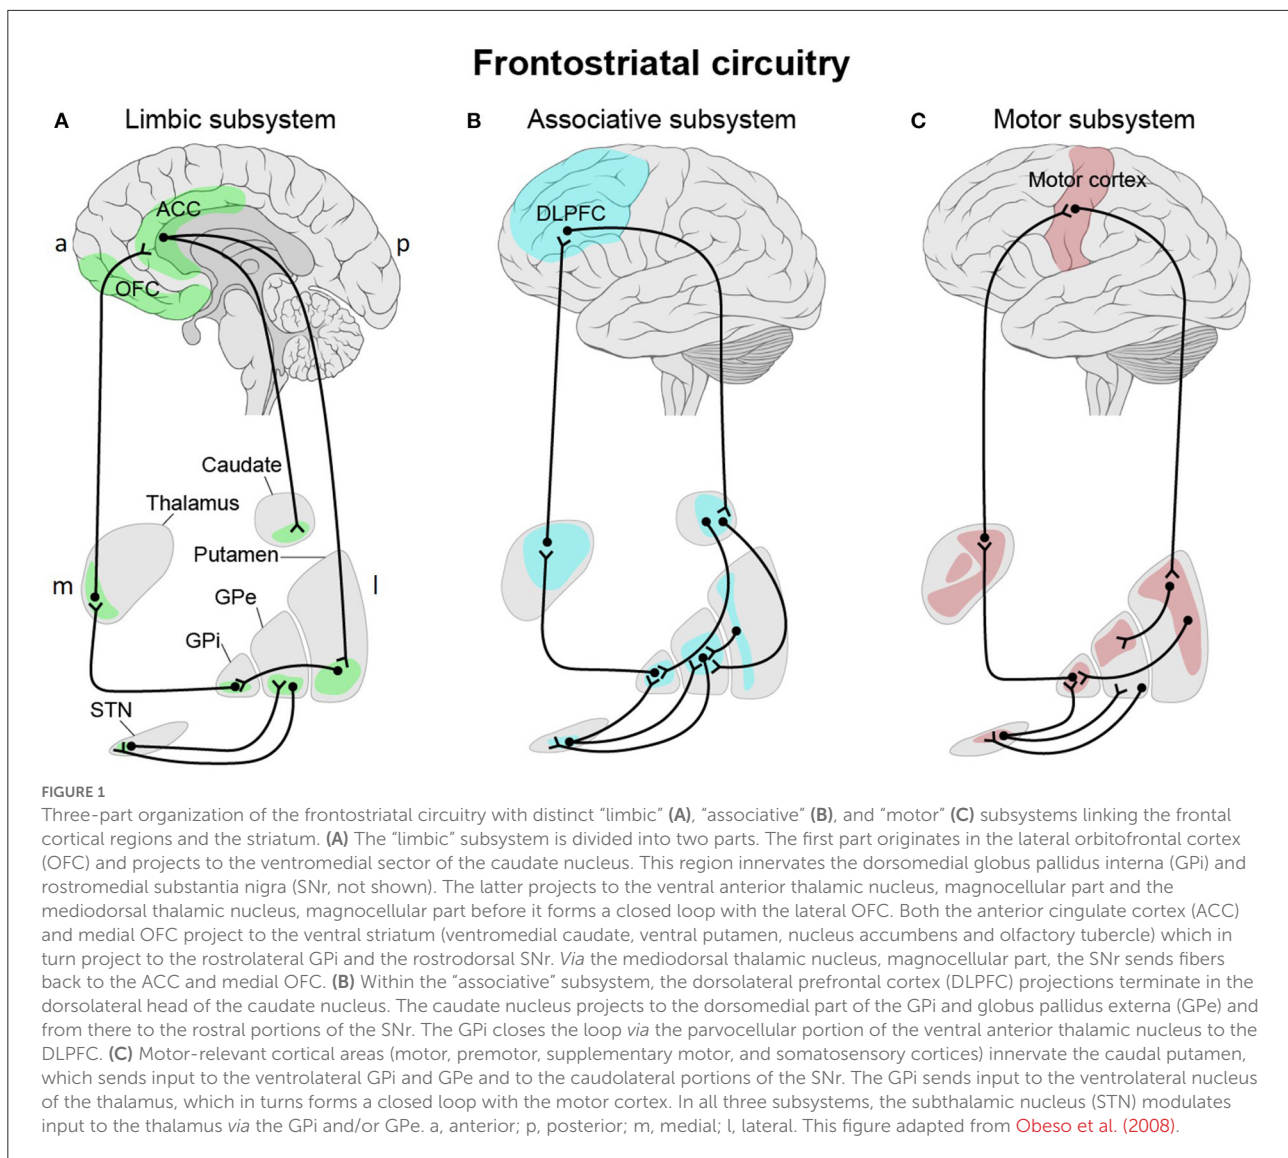 Frontostriatal circuitry
A Limbic subsystem
B Associative subsystem
C Motor subsystem
ACC
OFC
a
p
Caudate
Thalamus
Putamen
m
l
GPe
GPi
STN
DLPFC
Motor cortex
FIGURE 1
Three-part organization of the frontostriatal circuitry with distinct “limbic” (A), “associative” (B), and “motor” (C) subsystems linking the frontal
cortical regions and the striatum. (A) The “limbic” subsystem is divided into two parts. The first part originates in the lateral orbitofrontal cortex
(OFC) and projects to the ventromedial sector of the caudate nucleus. This region innervates the dorsomedial globus pallidus interna (GPi) and
rostromedial substantia nigra (SNr, not shown). The latter projects to the ventral anterior thalamic nucleus, magnocellular part and the
mediodorsal thalamic nucleus, magnocellular part before it forms a closed loop with the lateral OFC. Both the anterior cingulate cortex (ACC)
and medial OFC project to the ventral striatum (ventromedial caudate, ventral putamen, nucleus accumbens and olfactory tubercle) which in
turn project to the rostrolateral GPi and the rostrodorsal SNr. Via the mediodorsal thalamic nucleus, magnocellular part, the SNr sends fibers
back to the ACC and medial OFC. (B) Within the “associative” subsystem, the dorsolateral prefrontal cortex (DLPFC) projections terminate in the
dorsolateral head of the caudate nucleus. The caudate nucleus projects to the dorsomedial part of the GPi and globus pallidus externa (GPe) and
from there to the rostral portions of the SNr. The GPi closes the loop via the parvocellular portion of the ventral anterior thalamic nucleus to the
DLPFC. (C) Motor-relevant cortical areas (motor, premotor, supplementary motor, and somatosensory cortices) innervate the caudal putamen,
which sends input to the ventrolateral GPi and GPe and to the caudolateral portions of the SNr. The GPi sends input to the ventrolateral nucleus
of the thalamus, which in turns forms a closed loop with the motor cortex. In all three subsystems, the subthalamic nucleus (STN) modulates
input to the thalamus via the GPi and/or GPe. a, anterior; p, posterior; m, medial; l, lateral. This figure adapted from Obeso et al. (2008).